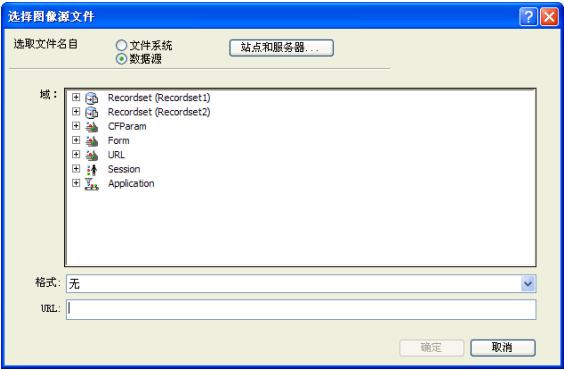 选择图像源文件
选取文件名自
文件系统
站点和服务器...
数据源
域：
Recordset (Recordset1)
Recordset (Recordset2)
CFParam
Form
URL
Session
Application
格式: 无
URL:
确定 取消